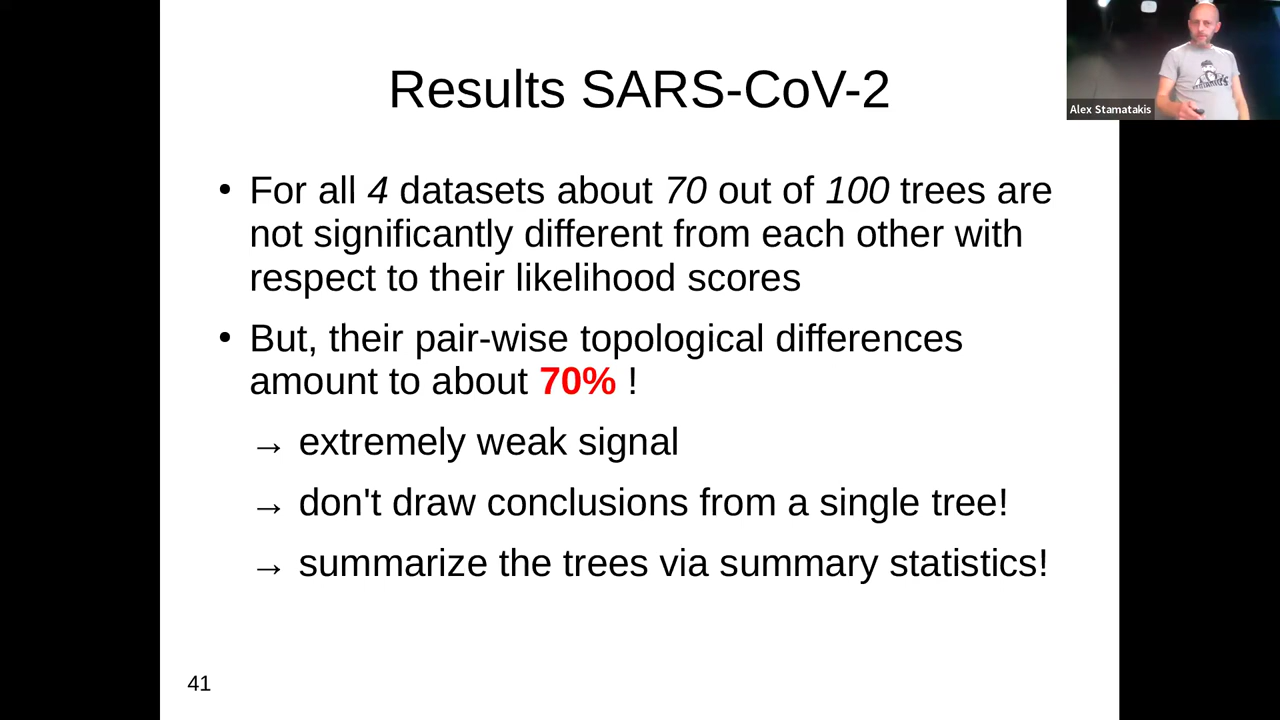 Results SARS-CoV-2
Alex Stamatakis
• For all 4 datasets about 70 out of 100 trees are
not significantly different from each other with
respect to their likelihood scores
• But, their pair-wise topological differences
amount to about 70% !
→ extremely weak signal
→ don't draw conclusions from a single tree!
→ summarize the trees via summary statistics!
41